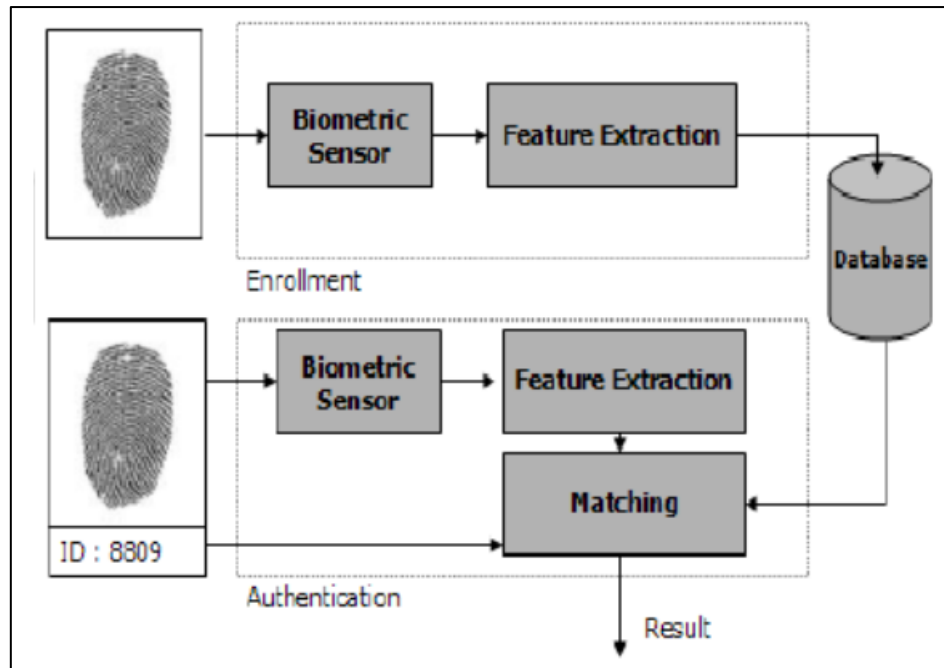 Biometric
Sensor
Feature Extraction
Database
Enrollment
Biometric
Sensor
Feature Extraction
Matching
ID : 8809
Authentication
Result